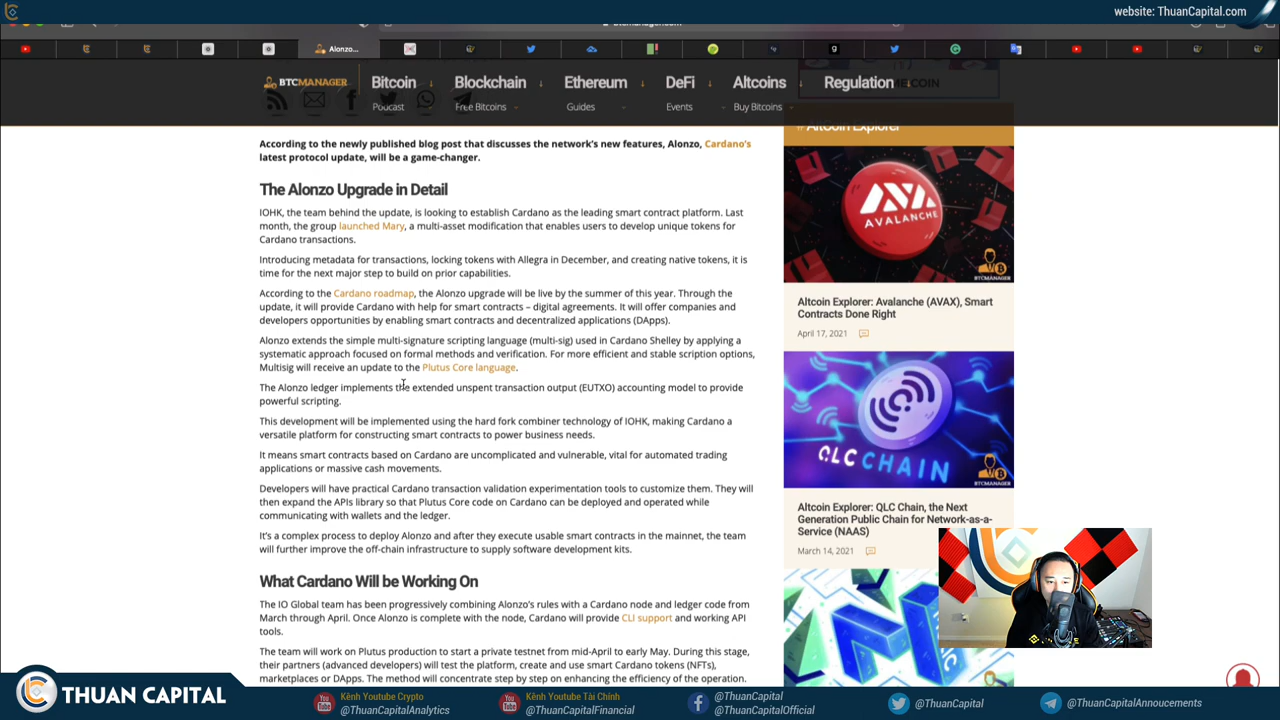 website: ThuanCapital.com
Alonzo...
BTCMANAGER
Bitcoin
Blockchain
Ethereum
DeFi
Altcoins
Regulation
Podcast
Free Bitcoins
Guides
Events
Buy Bitcoins
According to the newly published blog post that discusses the network's new features, Alonzo, Cardano's
latest protocol update, will be a game-changer.
The Alonzo Upgrade in Detail
IOHK, the team behind the update, is looking to establish Cardano as the leading smart contract platform. Last
month, the group launched Mary, a multi-asset modification that enables users to develop unique tokens for
Cardano transactions.
Introducing metadata for transactions, locking tokens with Allegra in December, and creating native tokens, it is
time for the next major step to build on prior capabilities.
According to the Cardano roadmap, the Alonzo upgrade will be live by the summer of this year. Through the
update, it will provide Cardano with help for smart contracts – digital agreements. It will offer companies and
developers opportunities by enabling smart contracts and decentralized applications (DApps).
Alonzo extends the simple multi-signature scripting language (multi-sig) used in Cardano Shelley by applying a
systematic approach focused on formal methods and verification. For more efficient and stable scription options,
Multisig will receive an update to the Plutus Core language.
The Alonzo ledger implements the extended unspent transaction output (EUTXO) accounting model to provide
powerful scripting.
This development will be implemented using the hard fork combiner technology of IOHK, making Cardano a
versatile platform for constructing smart contracts to power business needs.
It means smart contracts based on Cardano are uncomplicated and vulnerable, vital for automated trading
applications or massive cash movements.
Developers will have practical Cardano transaction validation experimentation tools to customize them. They will
then expand the APIs library so that Plutus Core code on Cardano can be deployed and operated while
communicating with wallets and the ledger.
It's a complex process to deploy Alonzo and after they execute usable smart contracts in the mainnet, the team
will further improve the off-chain infrastructure to supply software development kits.
What Cardano Will be Working On
The IO Global team has been progressively combining Alonzo's rules with a Cardano node and ledger code from
March through April. Once Alonzo is complete with the node, Cardano will provide CLI support and working API
tools.
The team will work on Plutus production to start a private testnet from mid-April to early May. During this stage,
their partners (advanced developers) will test the platform, create and use smart Cardano tokens (NFTs),
marketplaces or DApps. The method will concentrate step by step on enhancing the efficiency of the operation.
# AltCoin Explorer
AVALANCHE
BTCMANAGER
Altcoin Explorer: Avalanche (AVAX), Smart
Contracts Done Right
April 17, 2021
QLC CHAIN
BTCMANAGER
Altcoin Explorer: QLC Chain, the Next
Generation Public Chain for Network-as-a-
Service (NAAS)
March 14, 2021
THUAN CAPITAL
Kênh Youtube Crypto
@ThuanCapitalAnalytics
Kênh Youtube Tài Chính
@ThuanCapitalFinancial
@ThuanCapital
@ThuanCapitalOfficial
@ThuanCapital
@ThuanCapitalAnnoucements